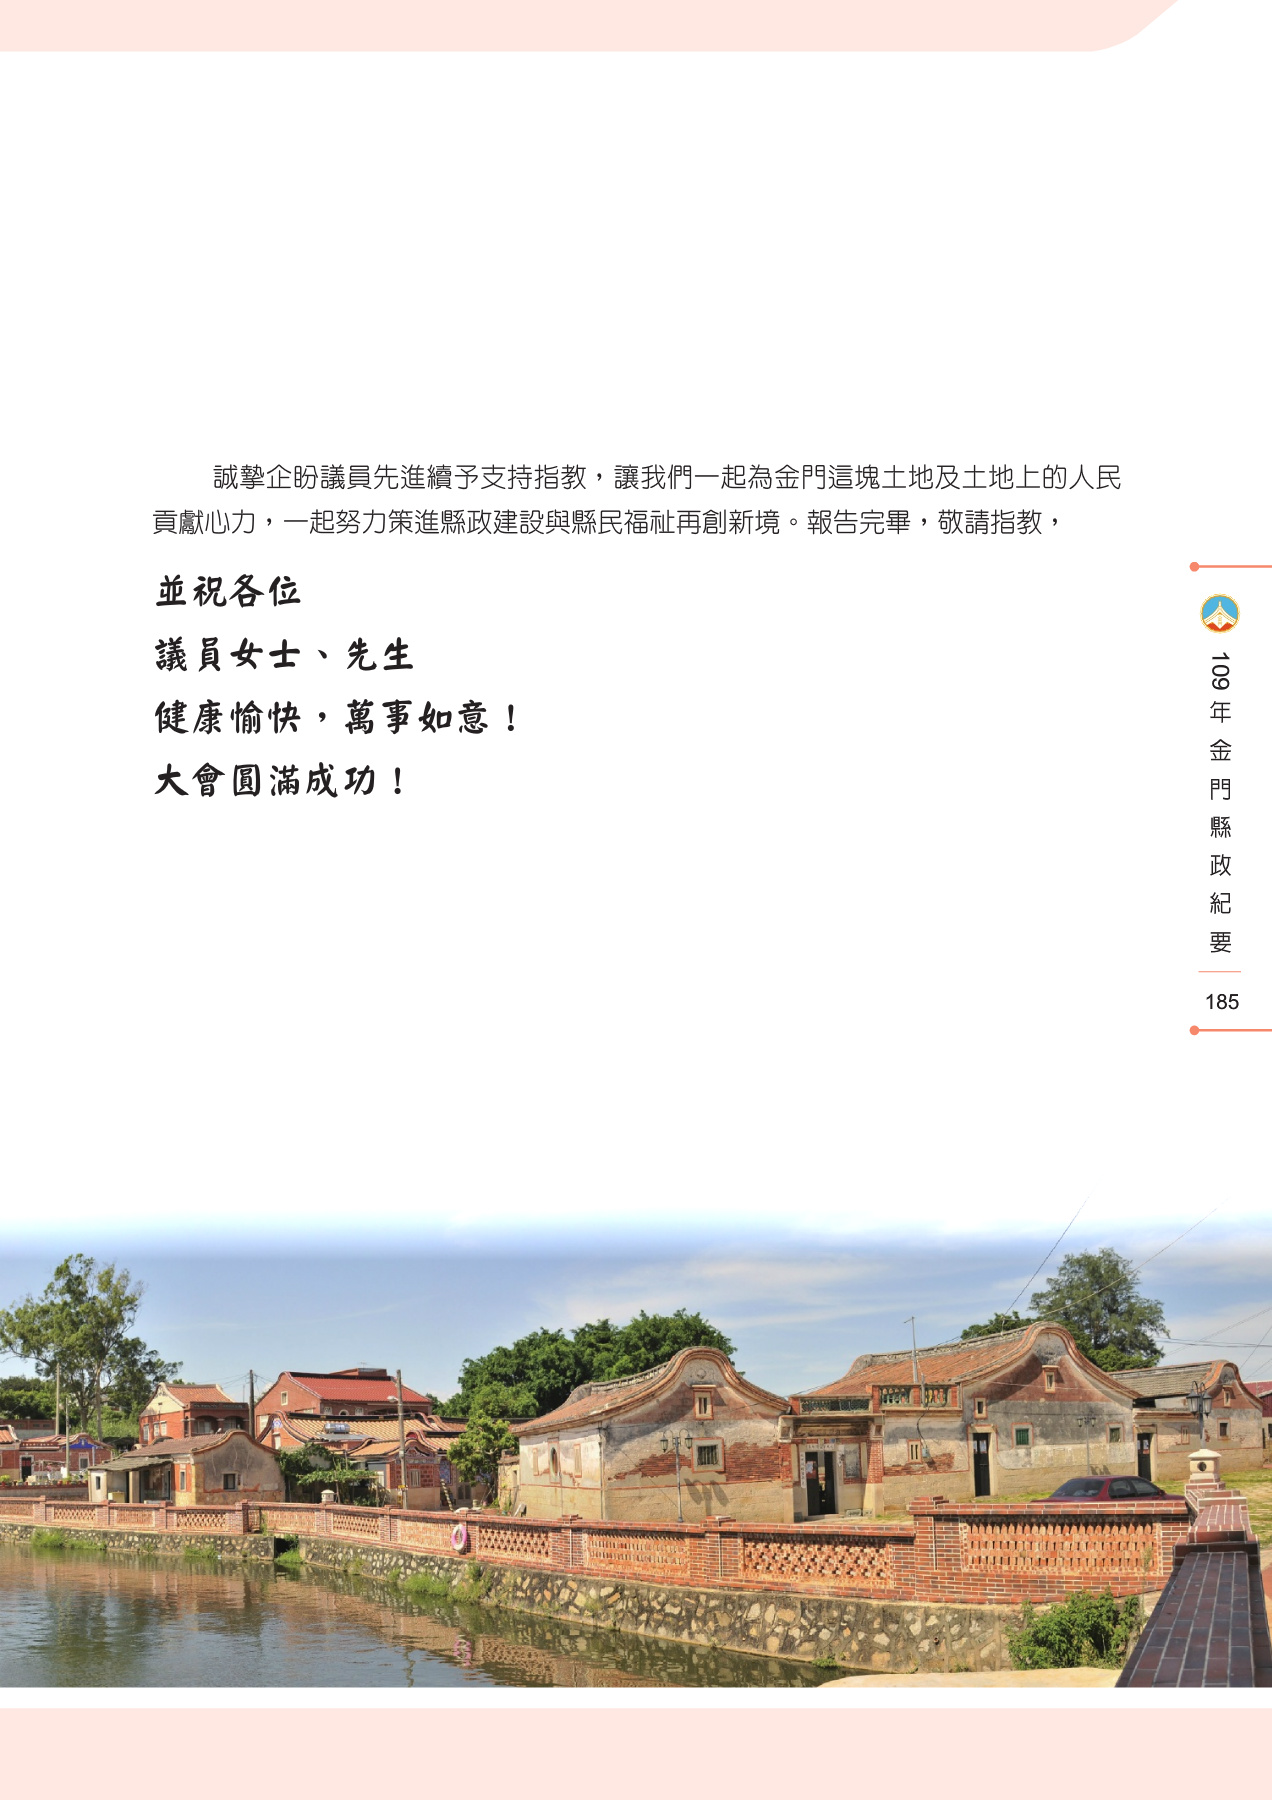 誠摯企盼議員先進續予支持指教，讓我們一起為金門這塊土地及土地上的人民
貢獻心力，一起努力策進縣政建設與縣民福祉再創新境。報告完畢，敬請指教，
並祝各位
議員女士、先生
健康愉快，萬事如意！
大會圓滿成功！
109年金門縣政紀要
185